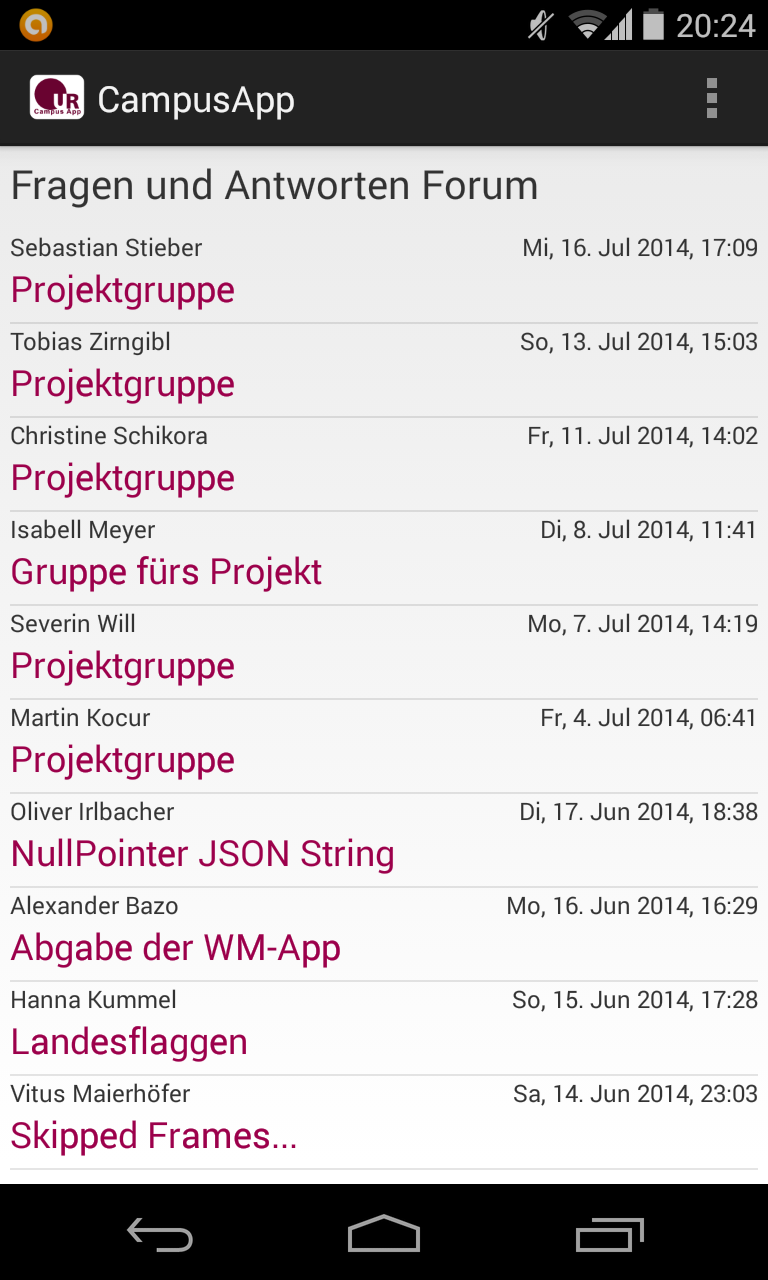 20:24
UR
Campus App
CampusApp
Fragen und Antworten Forum
Sebastian Stieber Mi, 16. Jul 2014, 17:09
Projektgruppe
Tobias Zirngibl So, 13. Jul 2014, 15:03
Projektgruppe
Christine Schikora Fr, 11. Jul 2014, 14:02
Projektgruppe
Isabell Meyer Di, 8. Jul 2014, 11:41
Gruppe fürs Projekt
Severin Will Mo, 7. Jul 2014, 14:19
Projektgruppe
Martin Kocur Fr, 4. Jul 2014, 06:41
Projektgruppe
Oliver Irlbacher Di, 17. Jun 2014, 18:38
NullPointer JSON String
Alexander Bazo Mo, 16. Jun 2014, 16:29
Abgabe der WM-App
Hanna Kummel So, 15. Jun 2014, 17:28
Landesflaggen
Vitus Maierhöfer Sa, 14. Jun 2014, 23:03
Skipped Frames...